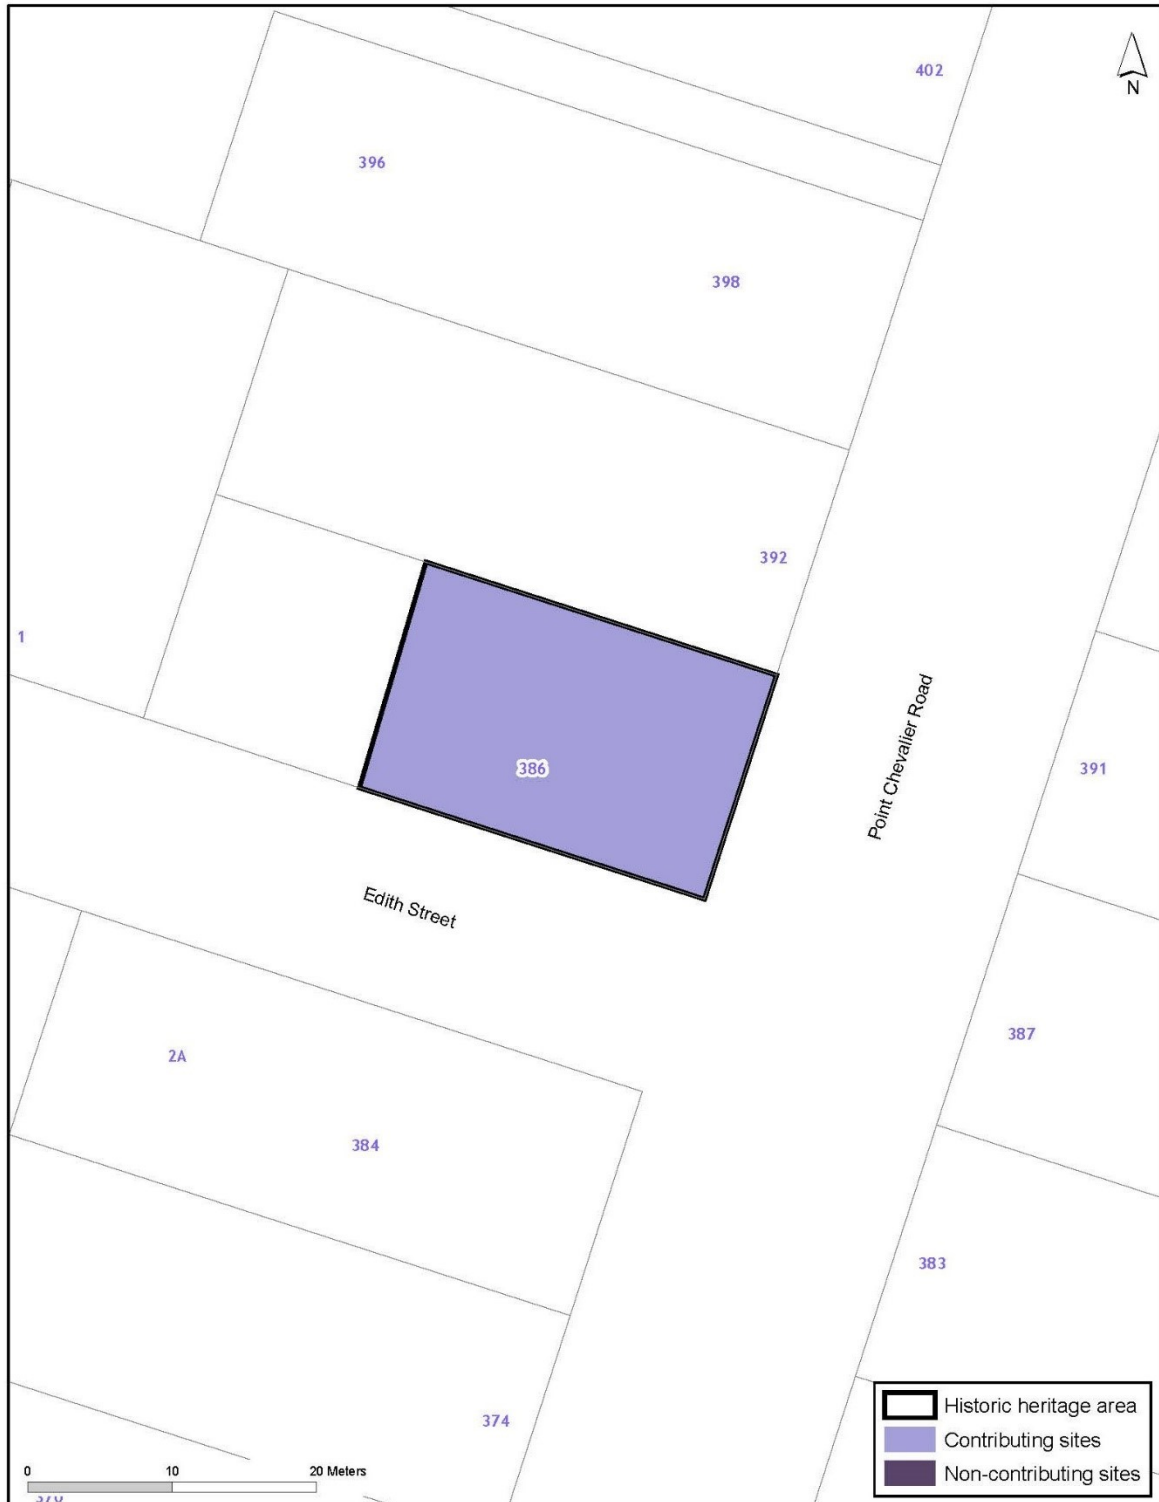 402
N
396
398
392
1
Point Chevalier Road
386
391
Edith Street
387
2A
384
383
374
Historic heritage area
Contributing sites
Non-contributing sites
0 10 20 Meters